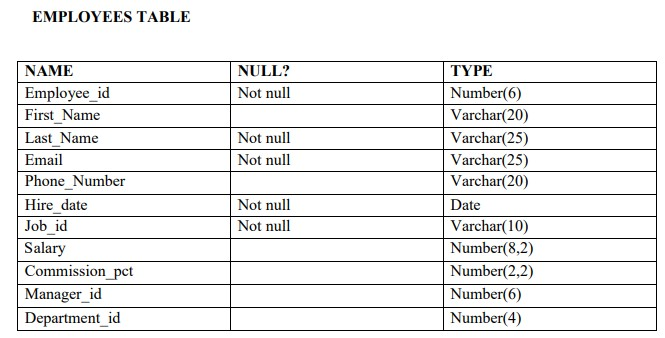 EMPLOYEES TABLE
NAME NULL? TYPE
Employee_id Not null Number(6)
First_Name Varchar(20)
Last_Name Not null Varchar(25)
Email Not null Varchar(25)
Phone_Number Varchar(20)
Hire_date Not null Date
Job_id Not null Varchar(10)
Salary Number(8,2)
Commission_pct Number(2,2)
Manager_id Number(6)
Department_id Number(4)